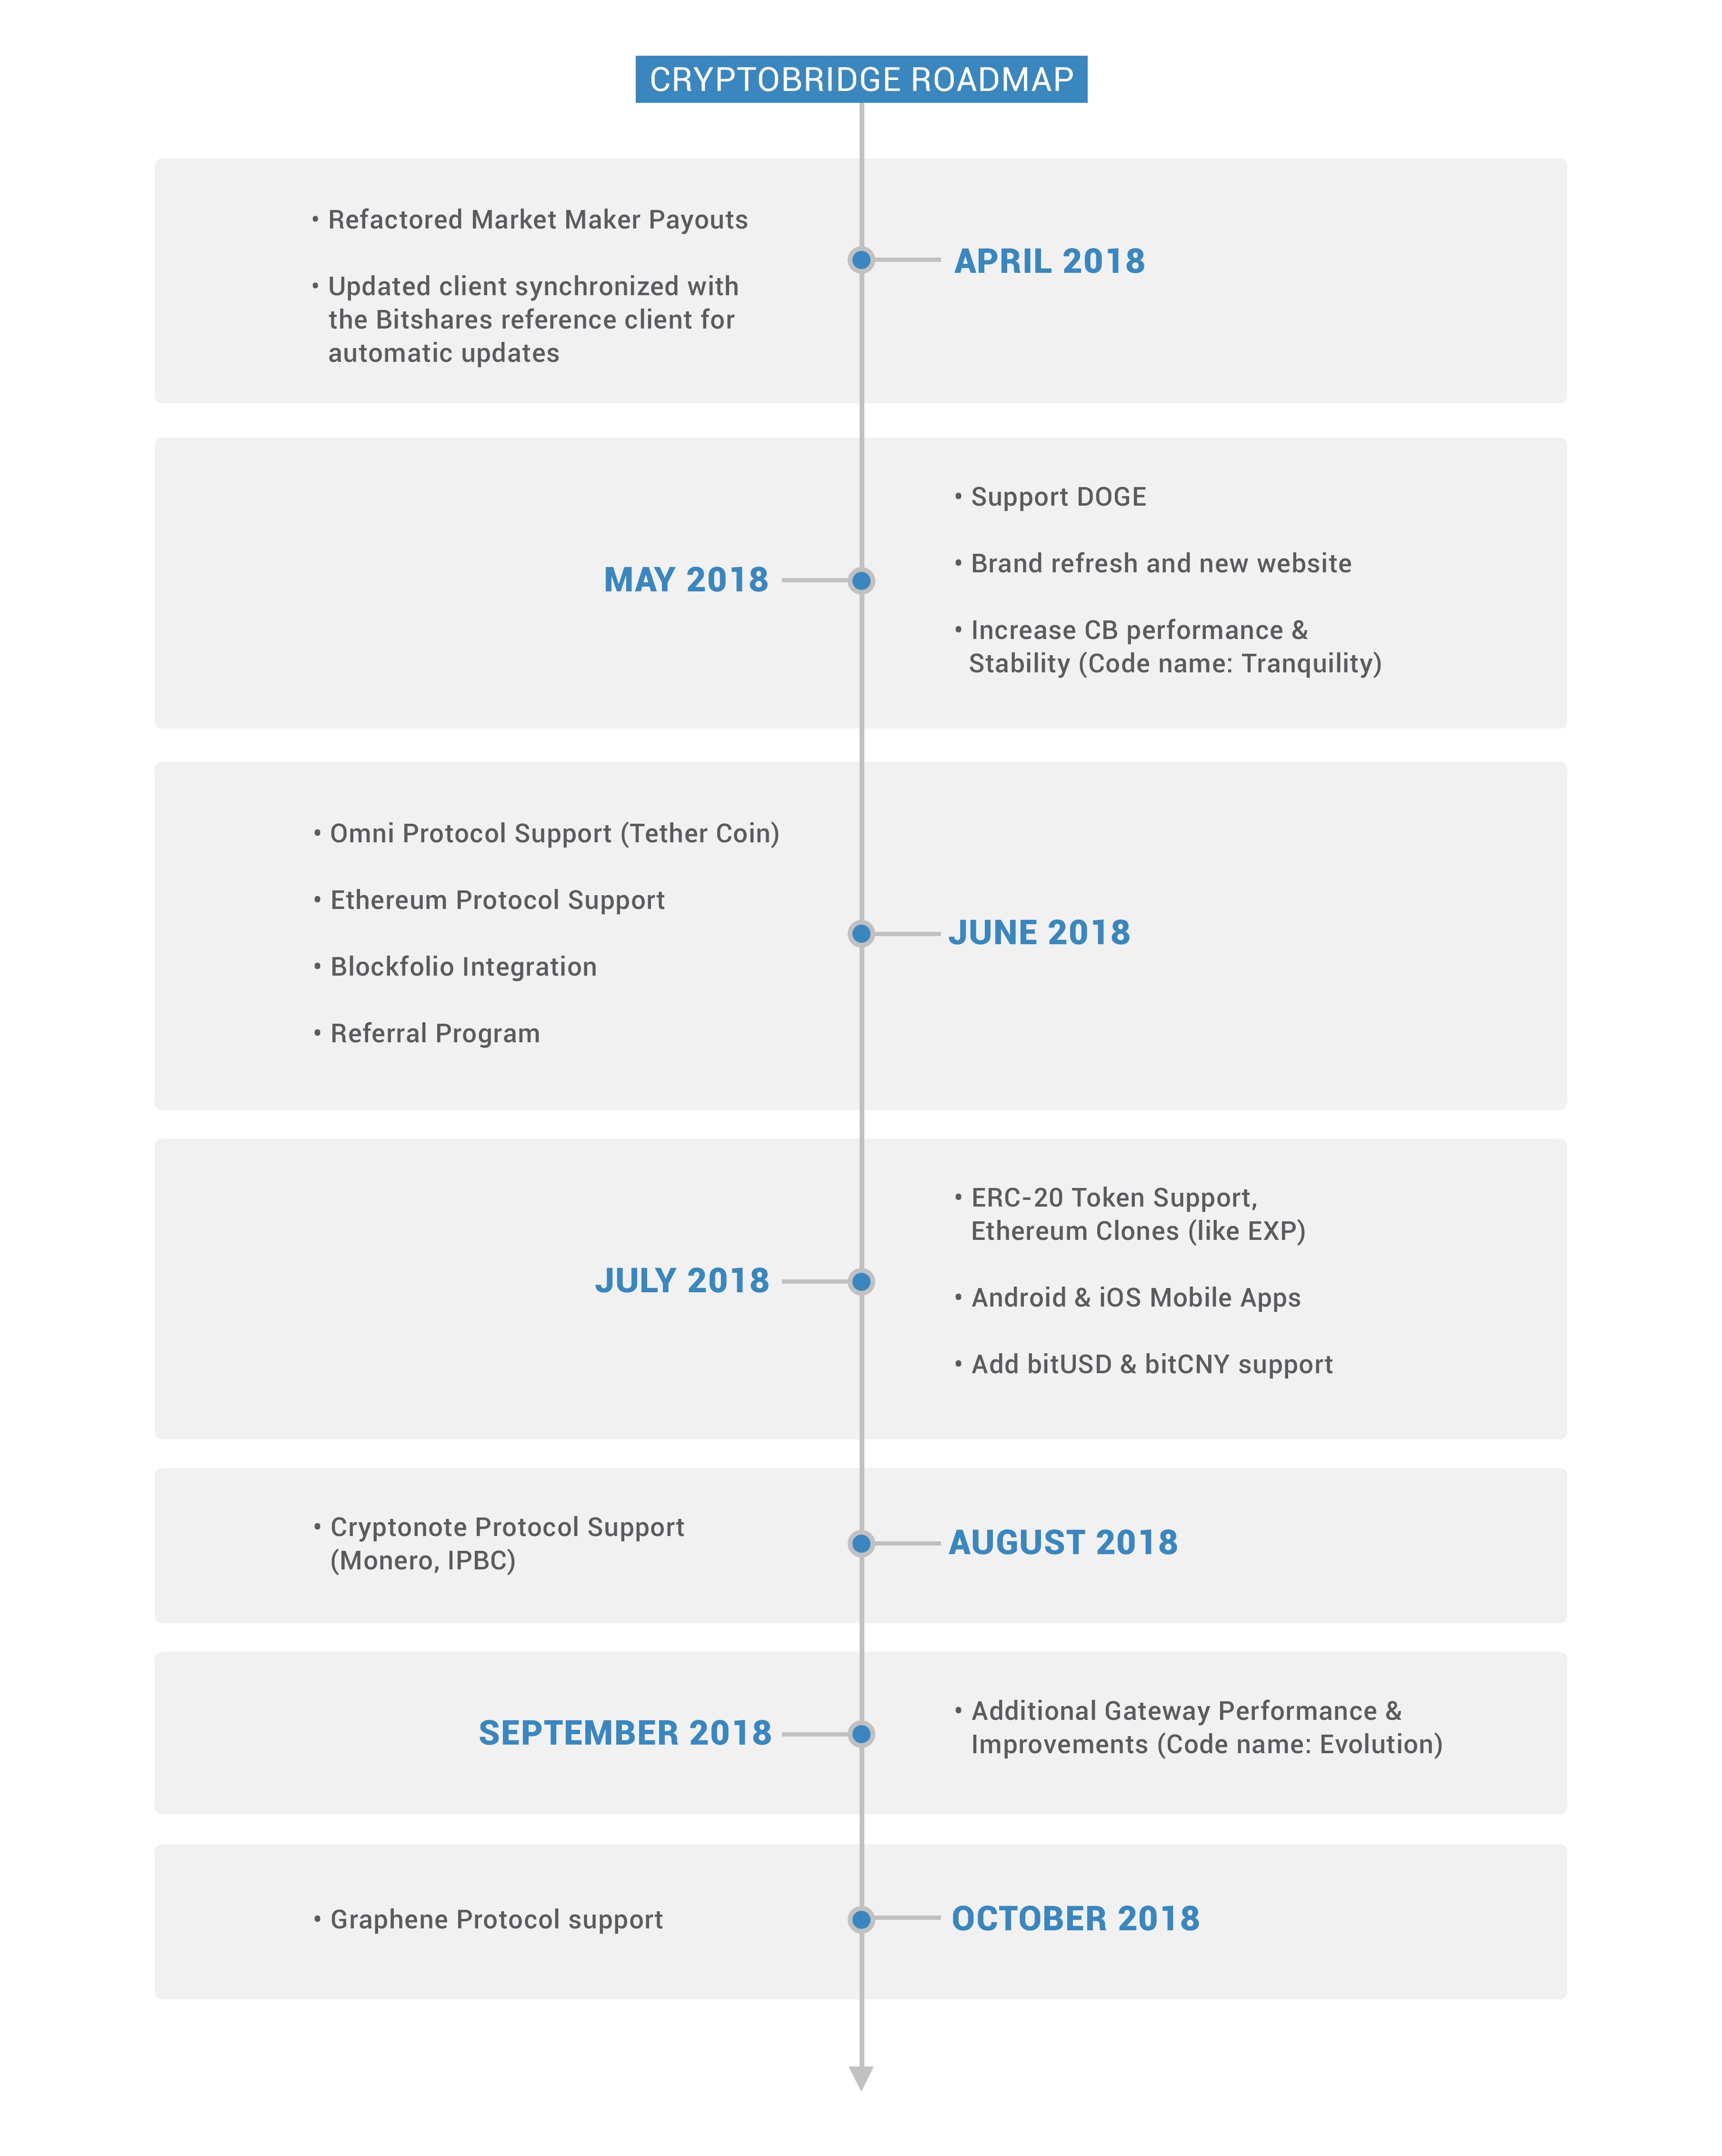 CRYPTOBRIDGE ROADMAP
• Refactored Market Maker Payouts
• Updated client synchronized with
the Bitshares reference client for
automatic updates
APRIL 2018
MAY 2018
• Support DOGE
• Brand refresh and new website
• Increase CB performance &
Stability (Code name: Tranquility)
• Omni Protocol Support (Tether Coin)
• Ethereum Protocol Support
• Blockfolio Integration
• Referral Program
JUNE 2018
JULY 2018
• ERC-20 Token Support,
Ethereum Clones (like EXP)
• Android & iOS Mobile Apps
• Add bitUSD & bitCNY support
• Cryptonote Protocol Support
(Monero, IPBC)
AUGUST 2018
SEPTEMBER 2018
• Additional Gateway Performance &
Improvements (Code name: Evolution)
• Graphene Protocol support
OCTOBER 2018